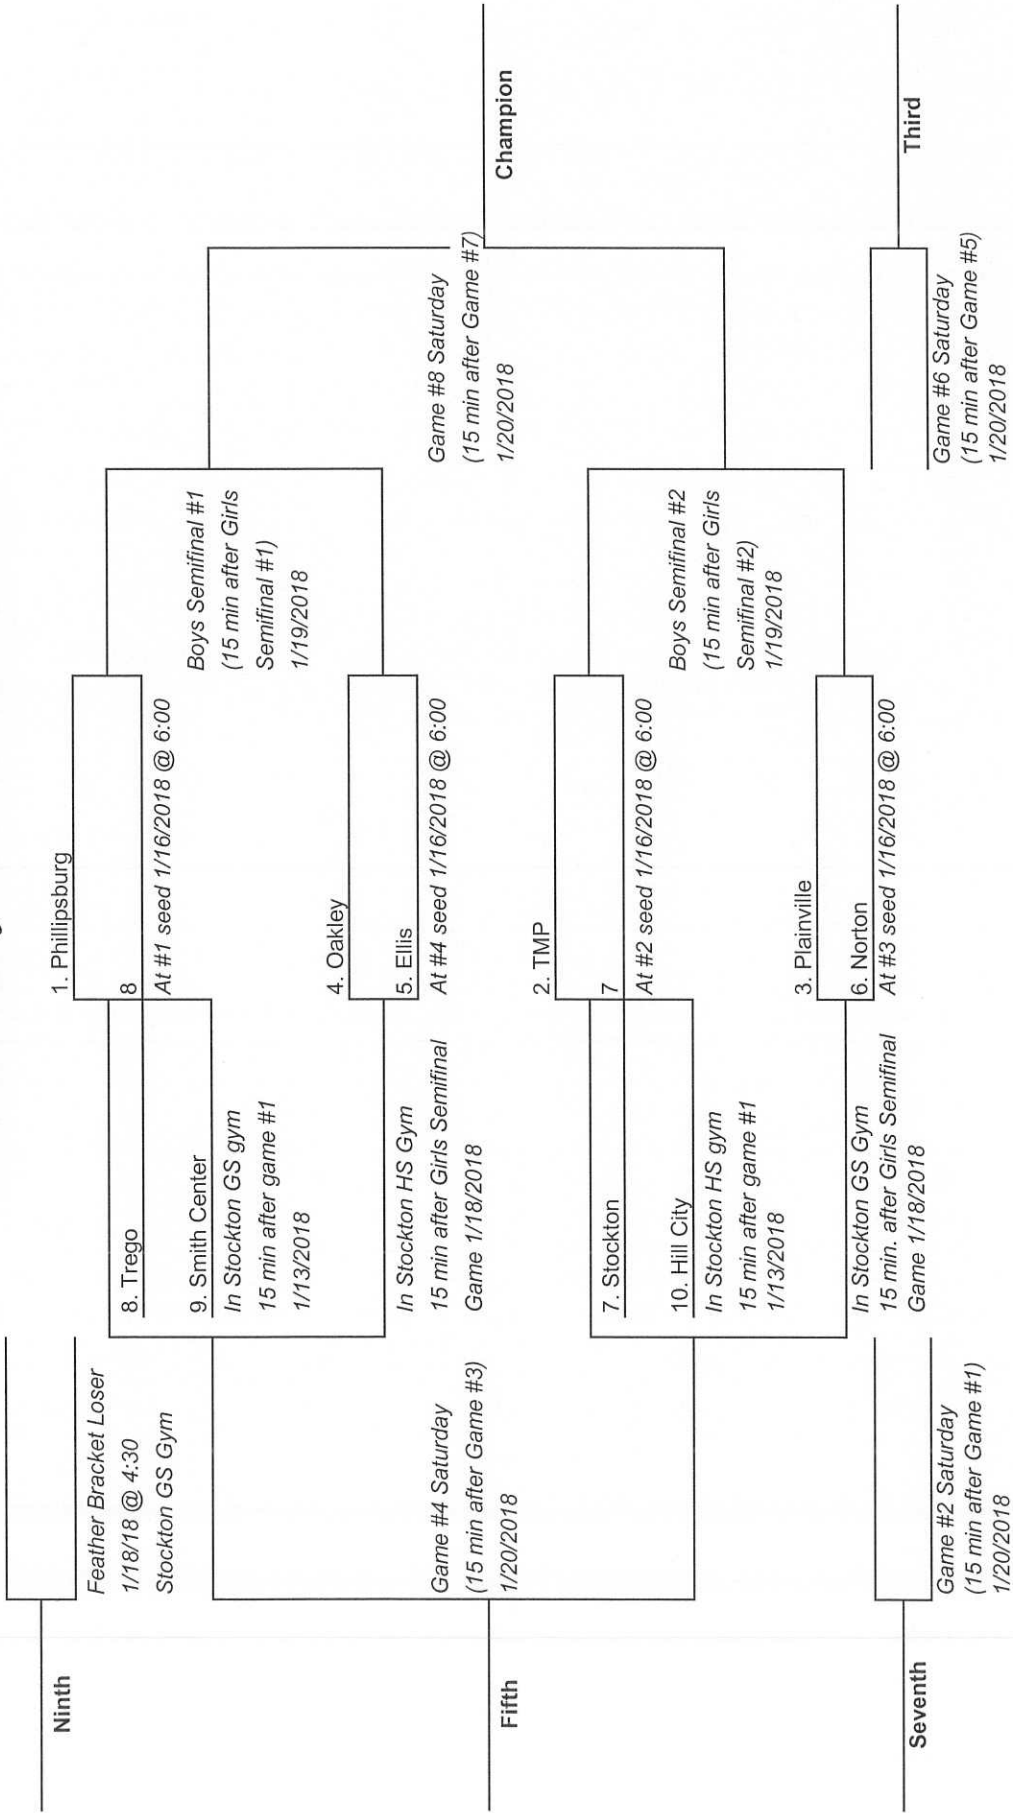 1. Phillipsburg
8
At #1 seed 1/16/2018 @ 6:00
8. Trego
9. Smith Center
In Stockton GS gym
15 min after game #1
1/13/2018
Boys Semifinal #1
(15 min after Girls
Semifinal #1)
1/19/2018
4. Oakley
5. Ellis
At #4 seed 1/16/2018 @ 6:00
In Stockton HS Gym
15 min after Girls Semifinal
Game 1/18/2018
Feather Bracket Loser
1/18/18 @ 4:30
Stockton GS Gym
Ninth
Game #4 Saturday
(15 min after Game #3)
1/20/2018
Fifth
Game #8 Saturday
(15 min after Game #7)
1/20/2018
Champion
2. TMP
7
At #2 seed 1/16/2018 @ 6:00
7. Stockton
10. Hill City
In Stockton HS gym
15 min after game #1
1/13/2018
Boys Semifinal #2
(15 min after Girls
Semifinal #2)
1/19/2018
3. Plainville
6. Norton
At #3 seed 1/16/2018 @ 6:00
In Stockton GS Gym
15 min. after Girls Semifinal
Game 1/18/2018
Game #2 Saturday
(15 min after Game #1)
1/20/2018
Seventh
Game #6 Saturday
(15 min after Game #5)
1/20/2018
Third